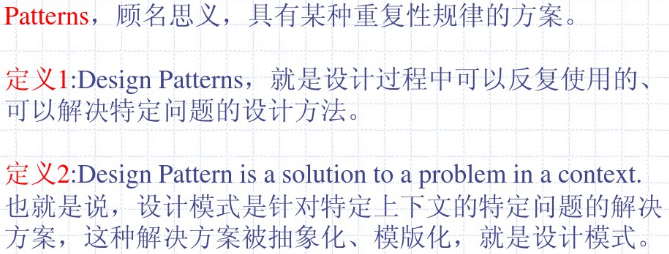 Patterns，顾名思义，具有某种重复性规律的方案。
定义1:Design Patterns，就是设计过程中可以反复使用的、
可以解决特定问题的设计方法。
定义2:Design Pattern is a solution to a problem in a context.
也就是说，设计模式是针对特定上下文的特定问题的解决
方案，这种解决方案被抽象化、模版化，就是设计模式。